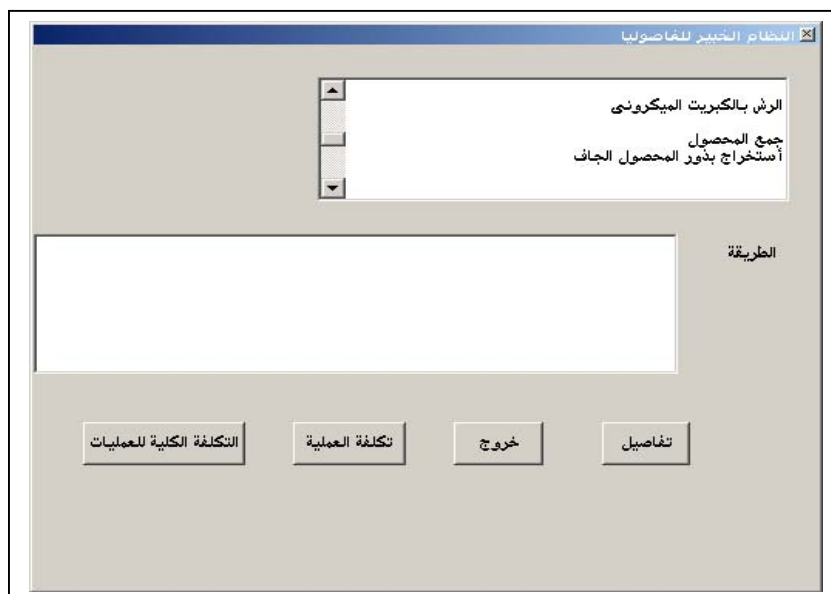 النظام الخبير للفاصوليا
الرش بالكبريت الميكرونى
جمع المحصول
أستخراج بذور المحصول الجاف
الطريقة
تفاصيل
خروج
تكلفة العملية
التكلفة الكلية للعمليات